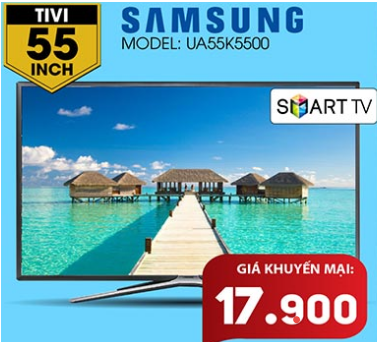 TIVI
55
INCH
SAMSUNG
MODEL: UA55K5500
SMART TV
GIÁ KHUYẾN MẠI:
17.900